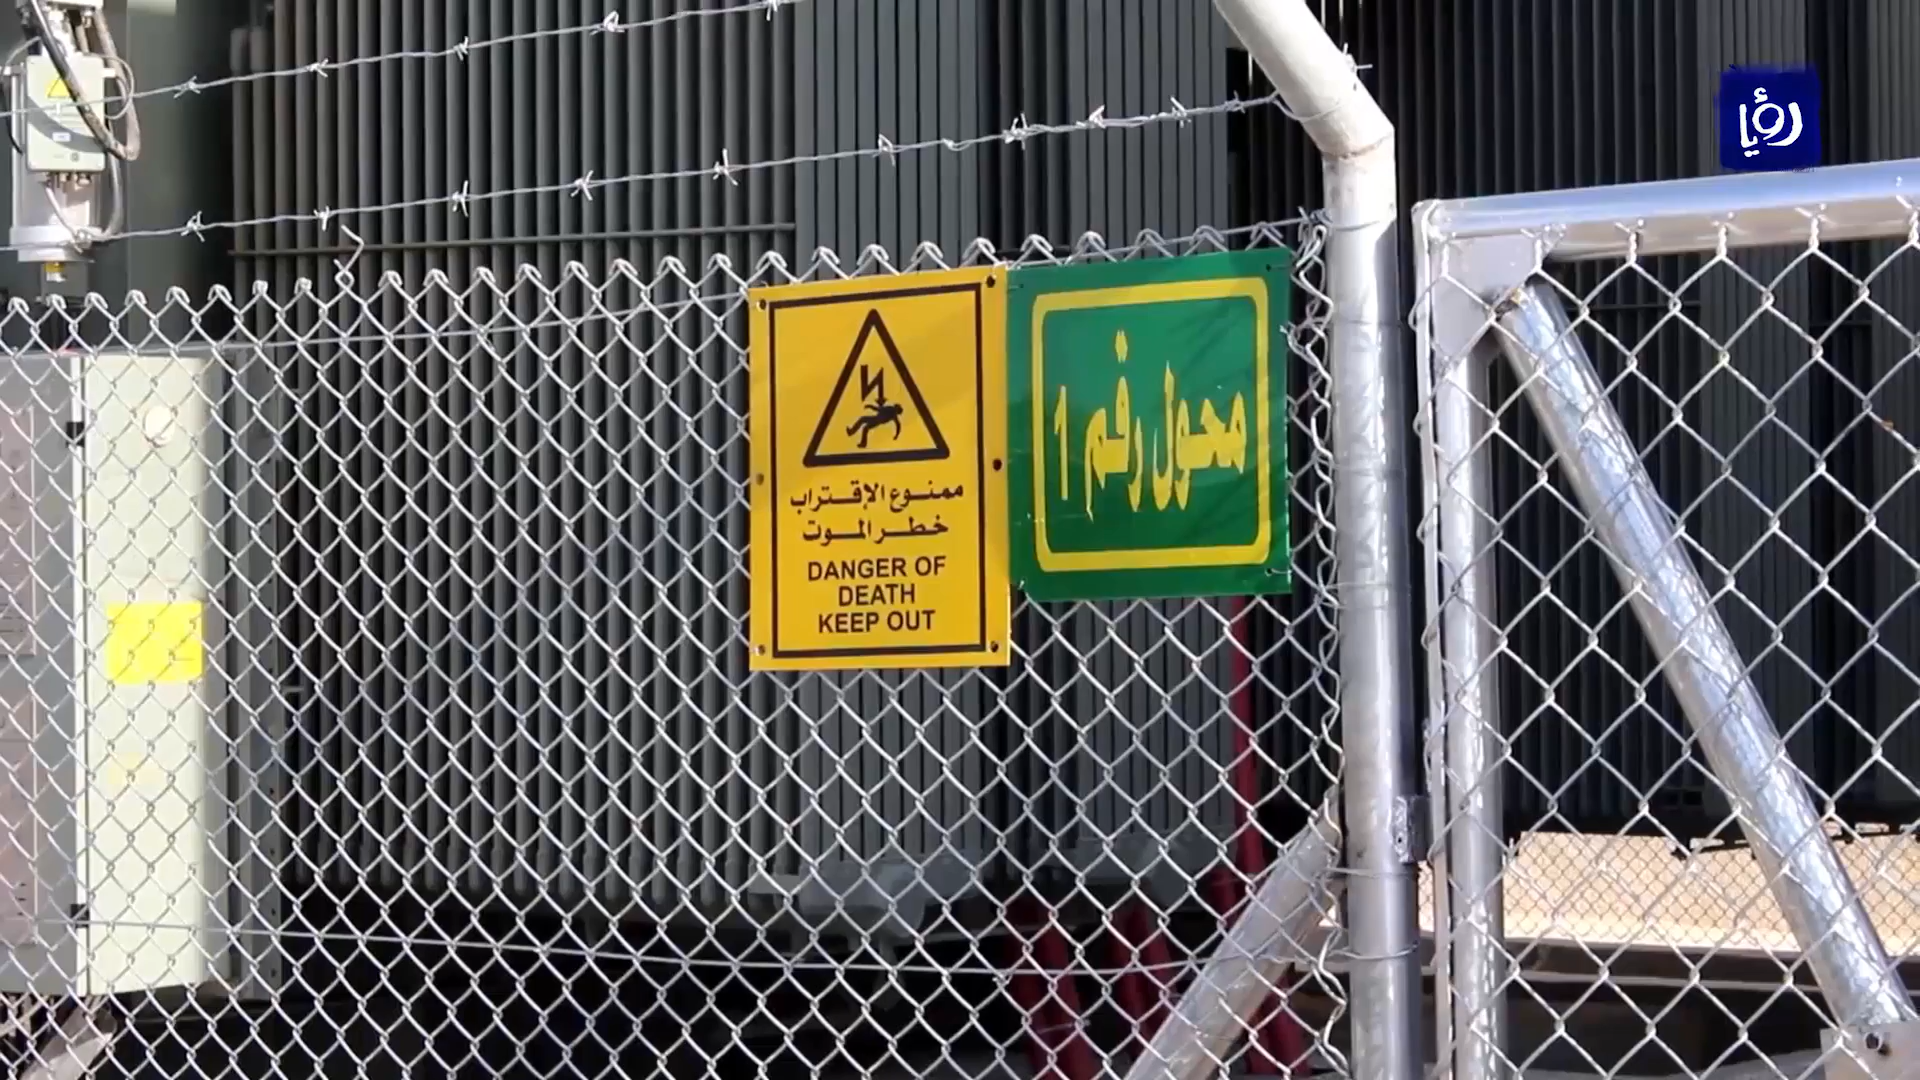 رؤيا
ممنوع الإقتراب
خطر الموت
DANGER OF
DEATH
KEEP OUT
محول رقم 1